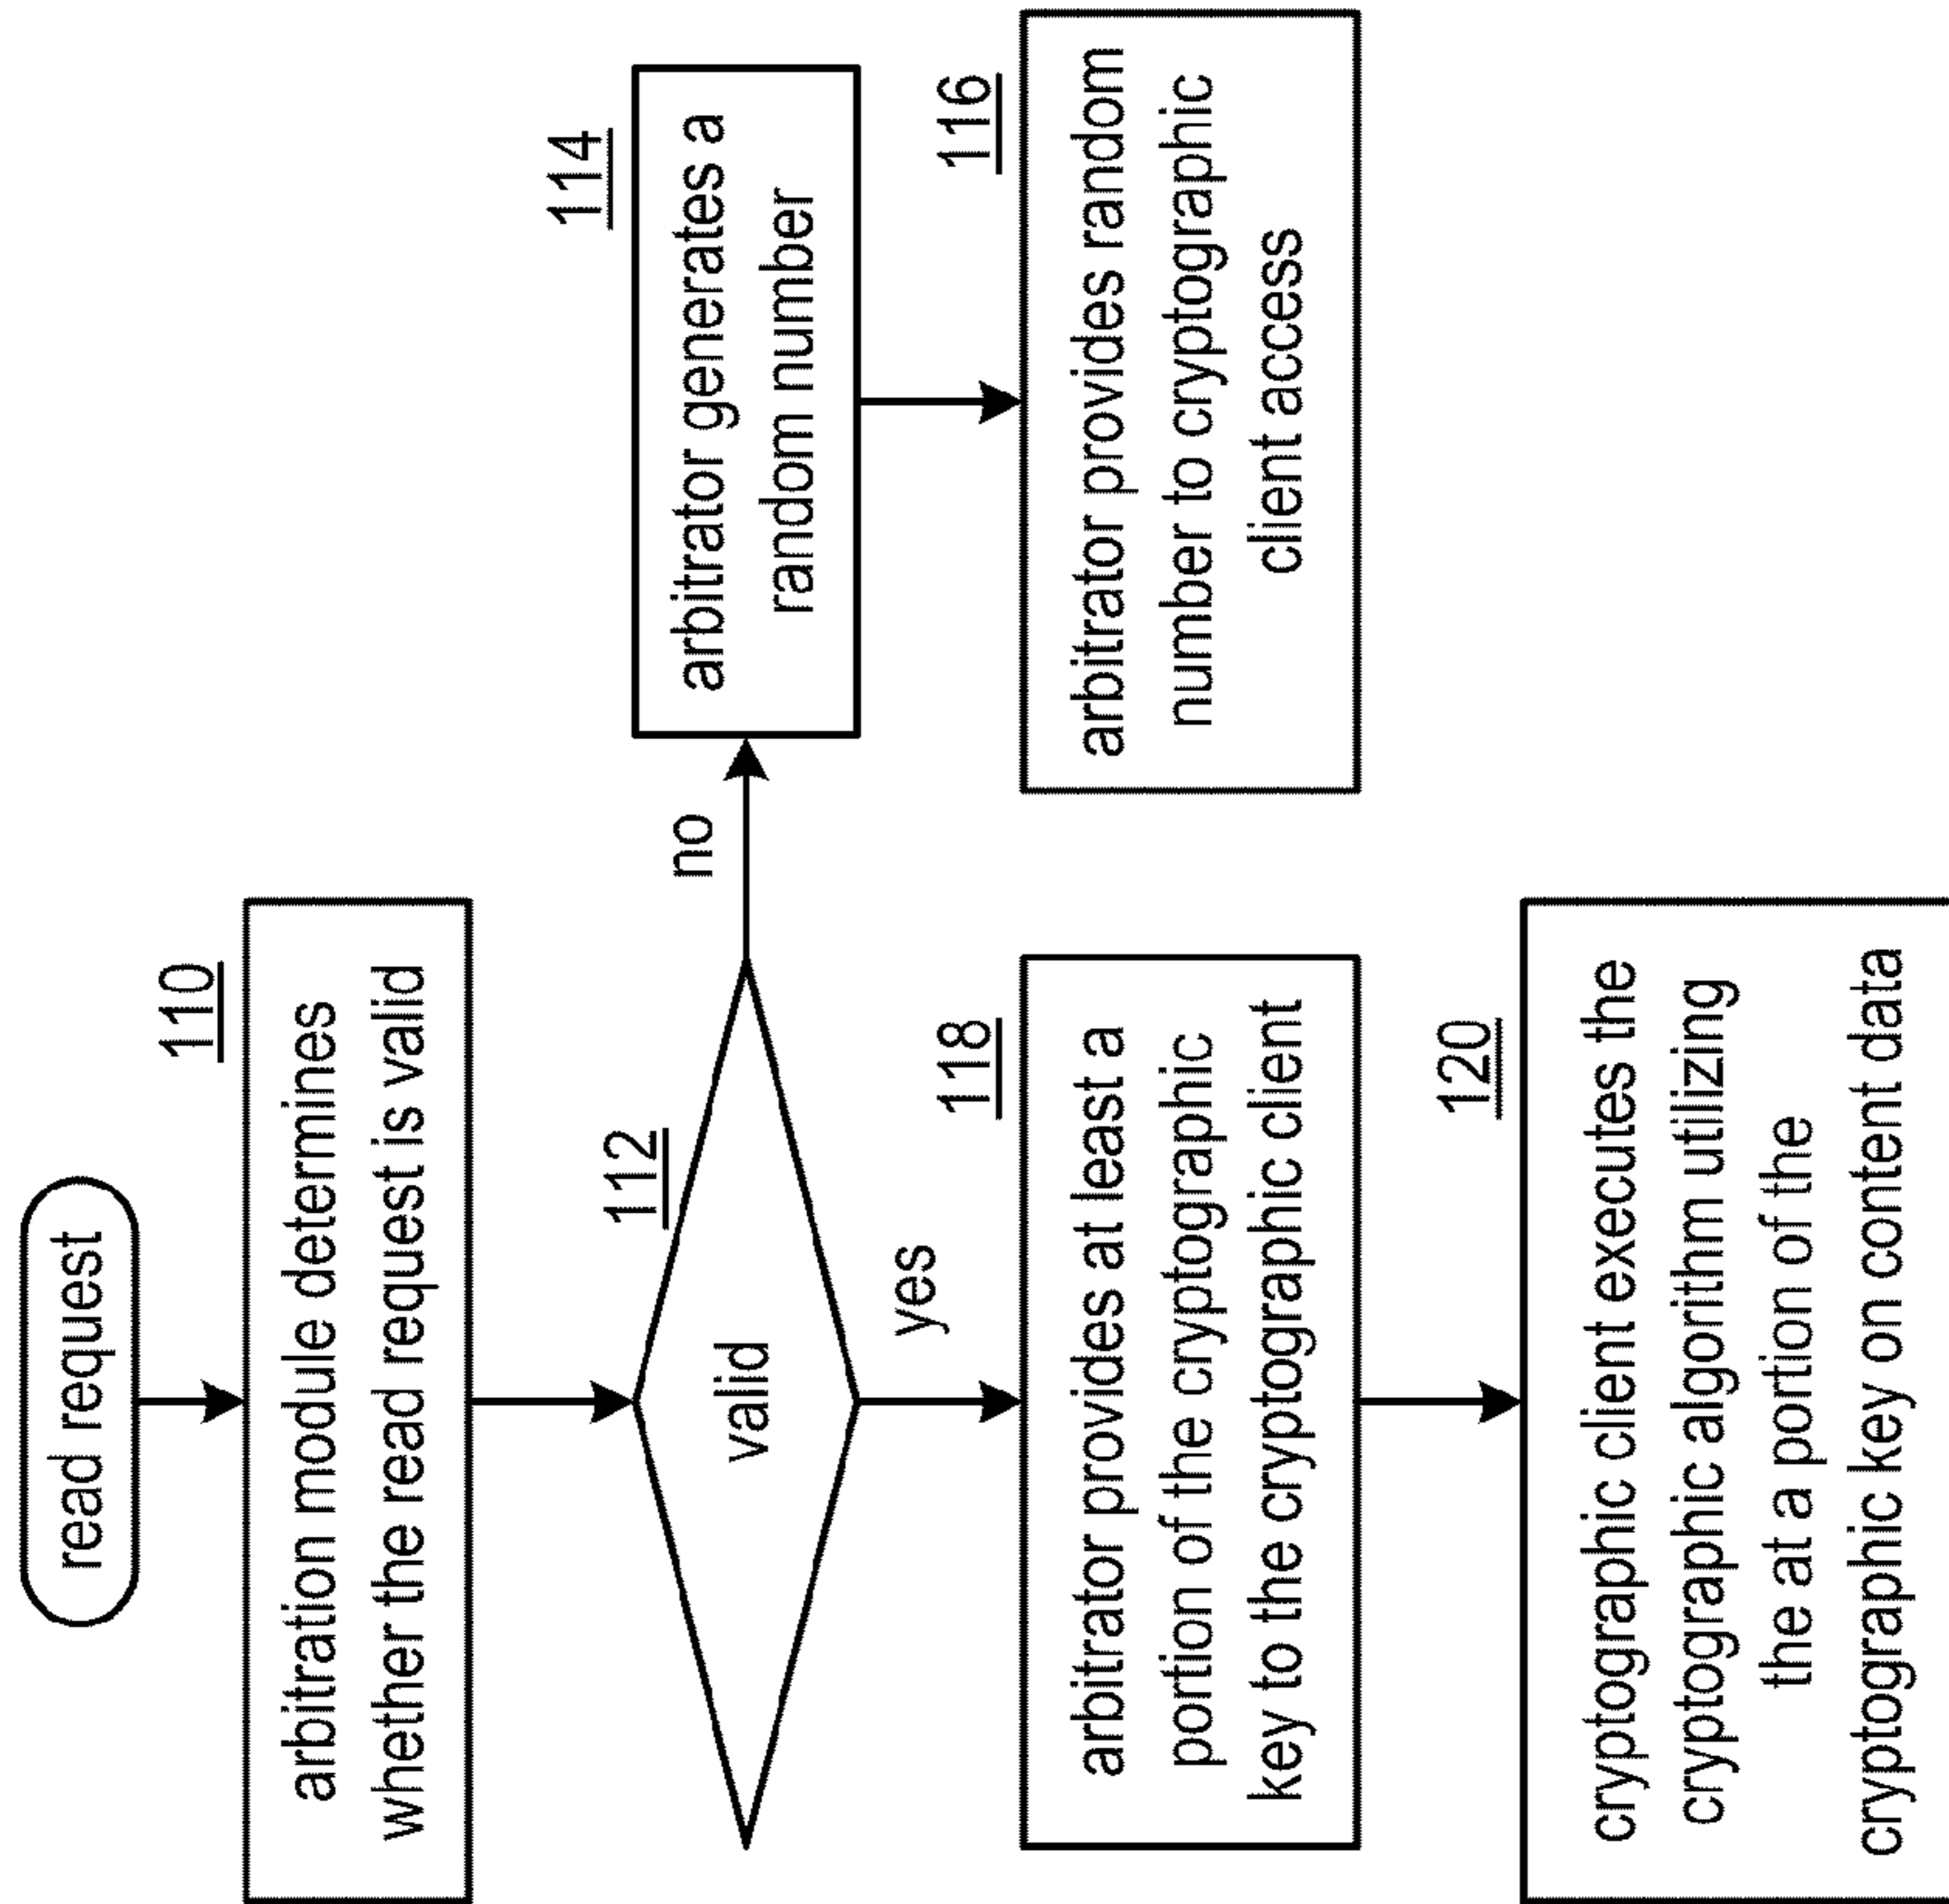 read request
110
arbitration module determines
whether the read request is valid
112
valid
no
114
arbitrator generates a
random number
116
arbitrator provides random
number to cryptographic
client access
yes
118
arbitrator provides at least a
portion of the cryptographic
key to the cryptographic client
120
cryptographic client executes the
cryptographic algorithm utilizing
the at a portion of the
cryptographic key on content data